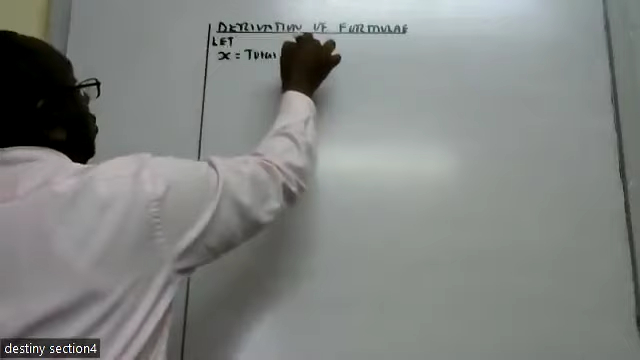 DERIVATION OF FORMULAE
LET
x = Total
destiny section4